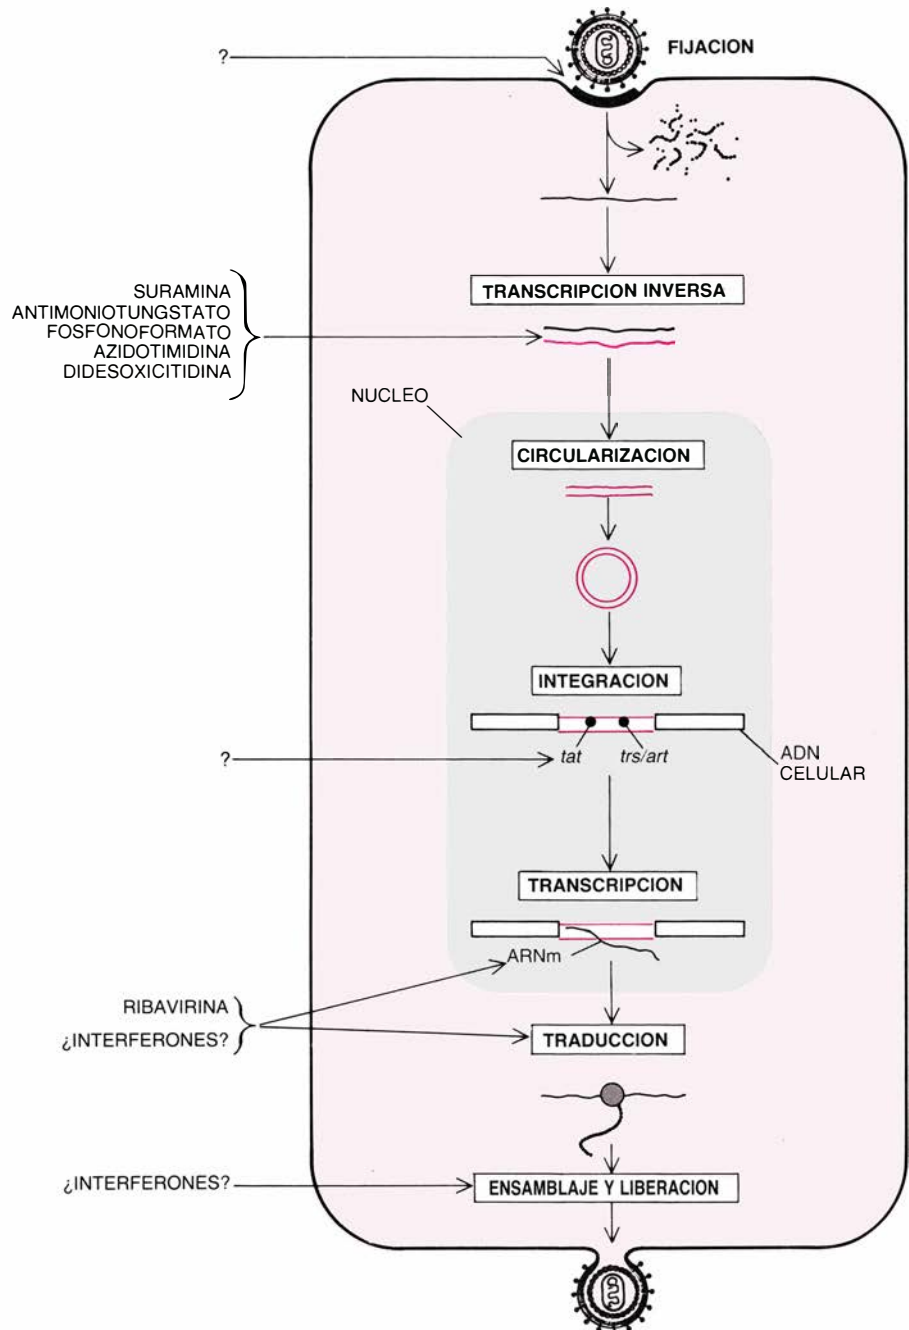 FIJACION
?
TRANSCRIPCION INVERSA
SURAMINA
ANTIMONIOTUNGSTATO
FOSFONOFORMATO
AZIDOTIMIDINA
DIDESOXICITIDINA
NUCLEO
CIRCULARIZACION
INTEGRACION
tat trs/art
?
ADN
CELULAR
TRANSCRIPCION
ARNm
RIBAVIRINA
¿INTERFERONES?
TRADUCCION
¿INTERFERONES?
ENSAMBLAJE Y LIBERACION